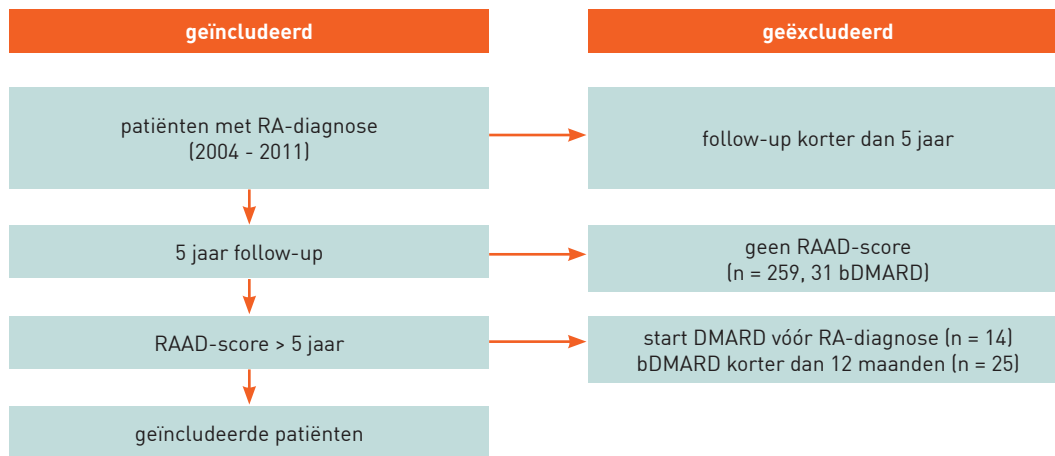 geïncludeerd
geëxcludeerd
patiënten met RA-diagnose
(2004 - 2011)
follow-up korter dan 5 jaar
5 jaar follow-up
geen RAAD-score
(n = 259, 31 bDMARD)
RAAD-score > 5 jaar
start DMARD vóór RA-diagnose (n = 14)
bDMARD korter dan 12 maanden (n = 25)
geïncludeerde patiënten